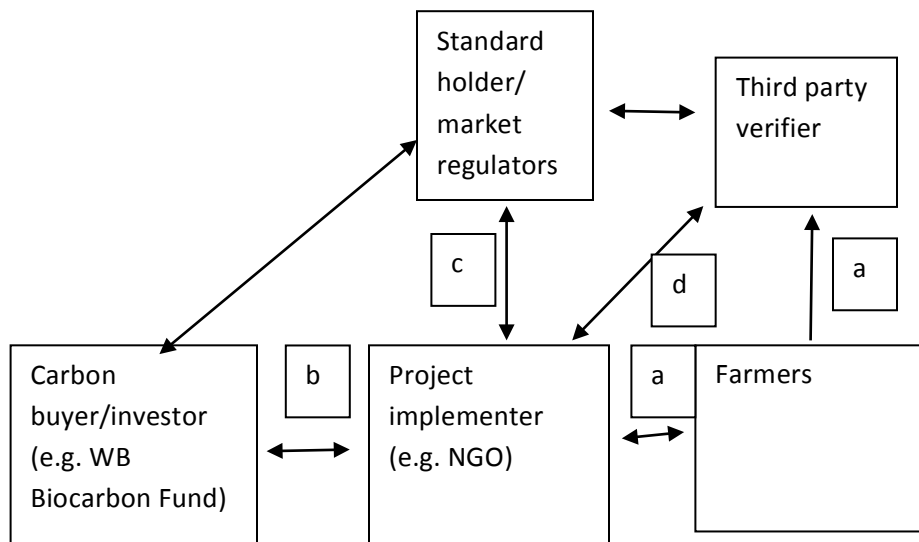 Standard
holder/
market
regulators
Third party
verifier
c
d
a
Carbon
buyer/investor
(e.g. WB
Biocarbon Fund)
b
Project
implementer
(e.g. NGO)
a
Farmers